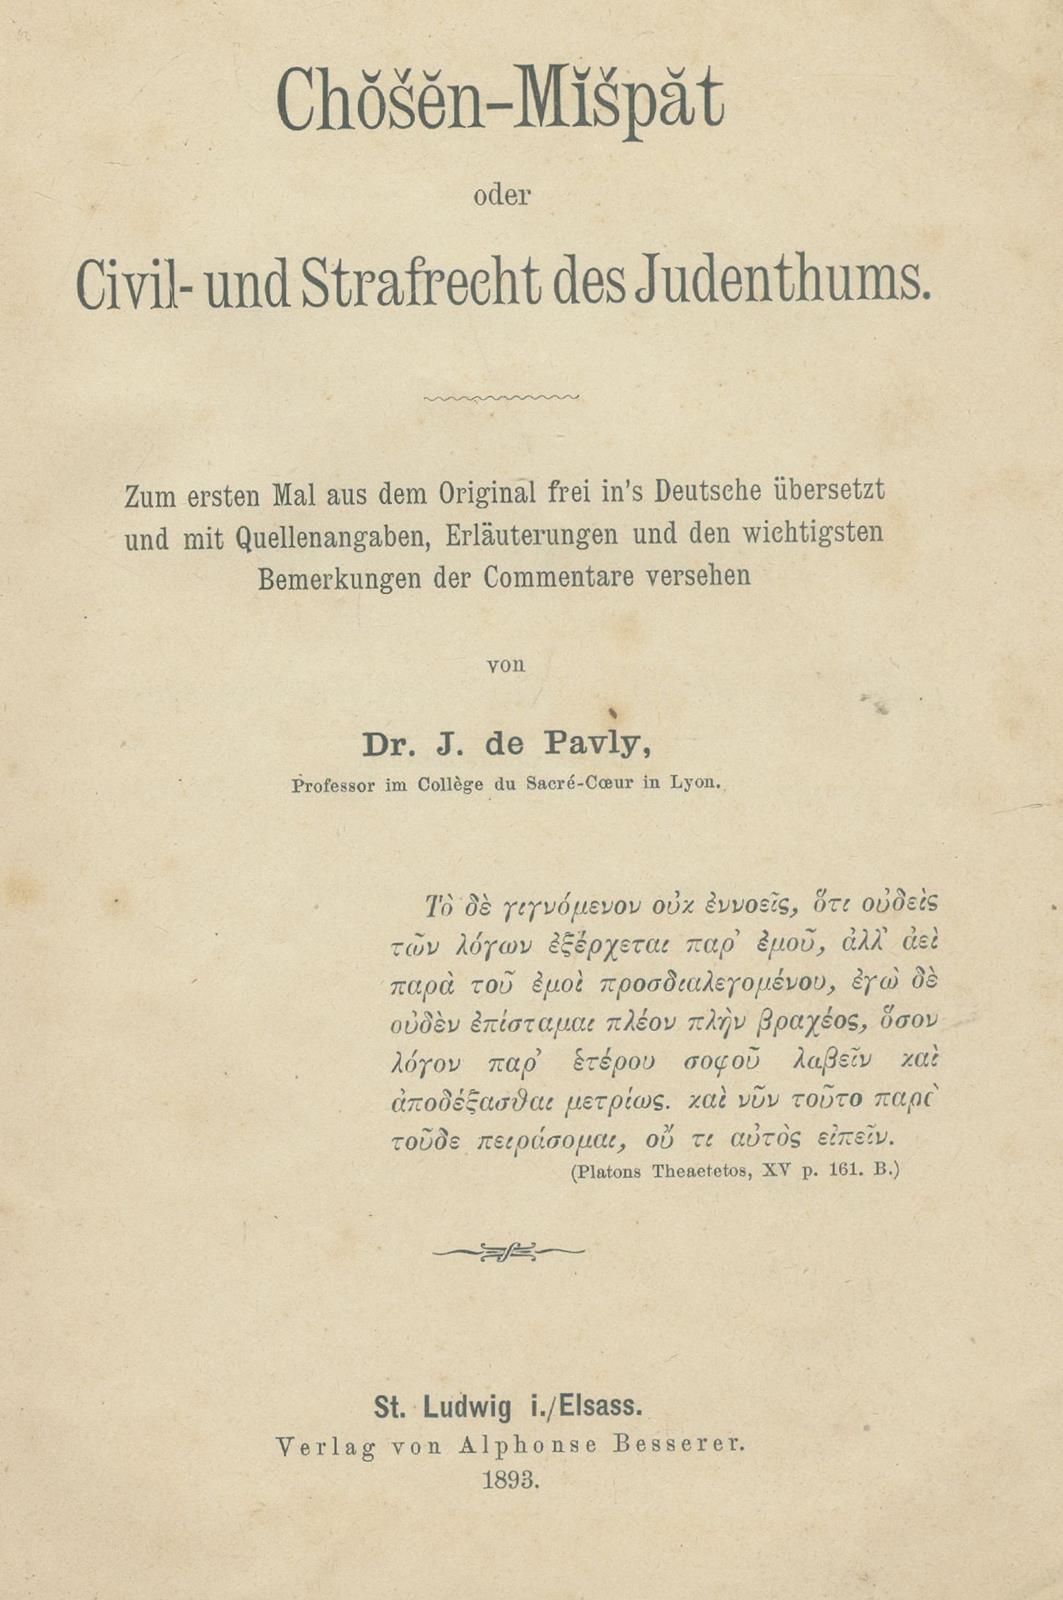 Chŏšĕn-Mĭšpăt
oder
Civil- und Strafrecht des Judenthums.
Zum ersten Mal aus dem Original frei in's Deutsche übersetzt
und mit Quellenangaben, Erläuterungen und den wichtigsten
Bemerkungen der Commentare versehen
von
Dr. J. de Pavly,
Professor im Collège du Sacré-Cœur in Lyon.
Τὸ δὲ γιγνόμενον οὐκ ἐννοεῖς, ὅτι οὐδεὶς
τῶν λόγων ἐξέρχεται παρ' ἐμοῦ, ἀλλ' ἀεὶ
παρὰ τοῦ ἐμοὶ προσδιαλεγομένου, ἐγὼ δὲ
οὐδὲν ἐπίσταμαι πλέον πλὴν βραχέος, ὅσον
λόγον παρ' ἑτέρου σοφοῦ λαβεῖν καὶ
ἀποδέξασθαι μετρίως. καὶ νῦν τοῦτο παρὰ
τοῦδε πειράσομαι, οὔ τι αὐτὸς εἰπεῖν.
(Platons Theaetetos, XV p. 161. B.)
St. Ludwig i./Elsass.
Verlag von Alphonse Besserer.
1893.